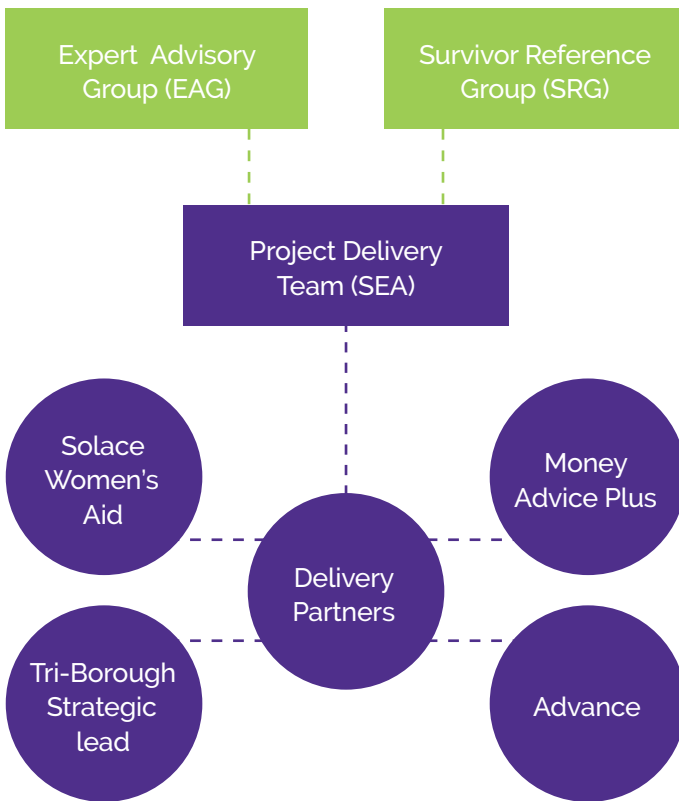 Expert Advisory
Group (EAG)
Survivor Reference
Group (SRG)
Project Delivery
Team (SEA)
Solace
Women's
Aid
Money
Advice Plus
Delivery
Partners
Tri-Borough
Strategic
lead
Advance